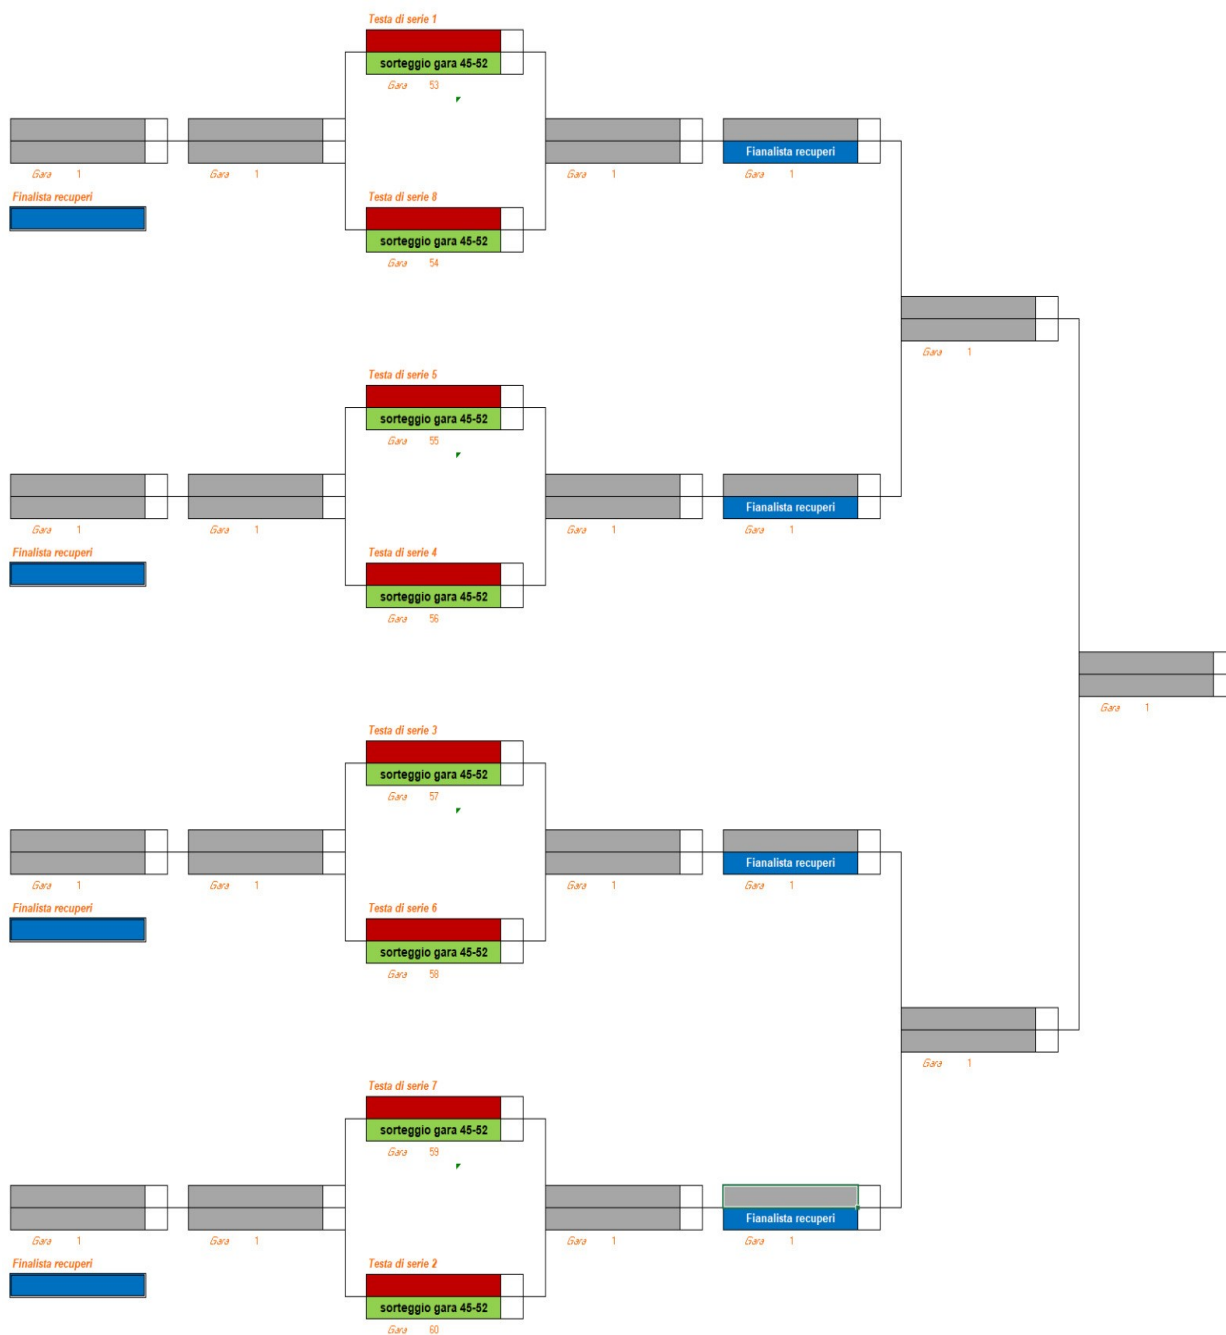 Testa di serie 1
sorteggio gara 45-52
Gara 53
Fianalista recuperi
Gara 1
Gara 1
Gara 1
Gara 1
Finalista recuperi
Testa di serie 8
sorteggio gara 45-52
Gara 54
Gara 1
Testa di serie 5
sorteggio gara 45-52
Gara 55
Fianalista recuperi
Gara 1
Gara 1
Gara 1
Gara 1
Finalista recuperi
Testa di serie 4
sorteggio gara 45-52
Gara 56
Gara 1
Testa di serie 3
sorteggio gara 45-52
Gara 57
Fianalista recuperi
Gara 1
Gara 1
Gara 1
Gara 1
Finalista recuperi
Testa di serie 6
sorteggio gara 45-52
Gara 58
Gara 1
Testa di serie 7
sorteggio gara 45-52
Gara 59
Fianalista recuperi
Gara 1
Gara 1
Gara 1
Gara 1
Finalista recuperi
Testa di serie 2
sorteggio gara 45-52
Gara 60